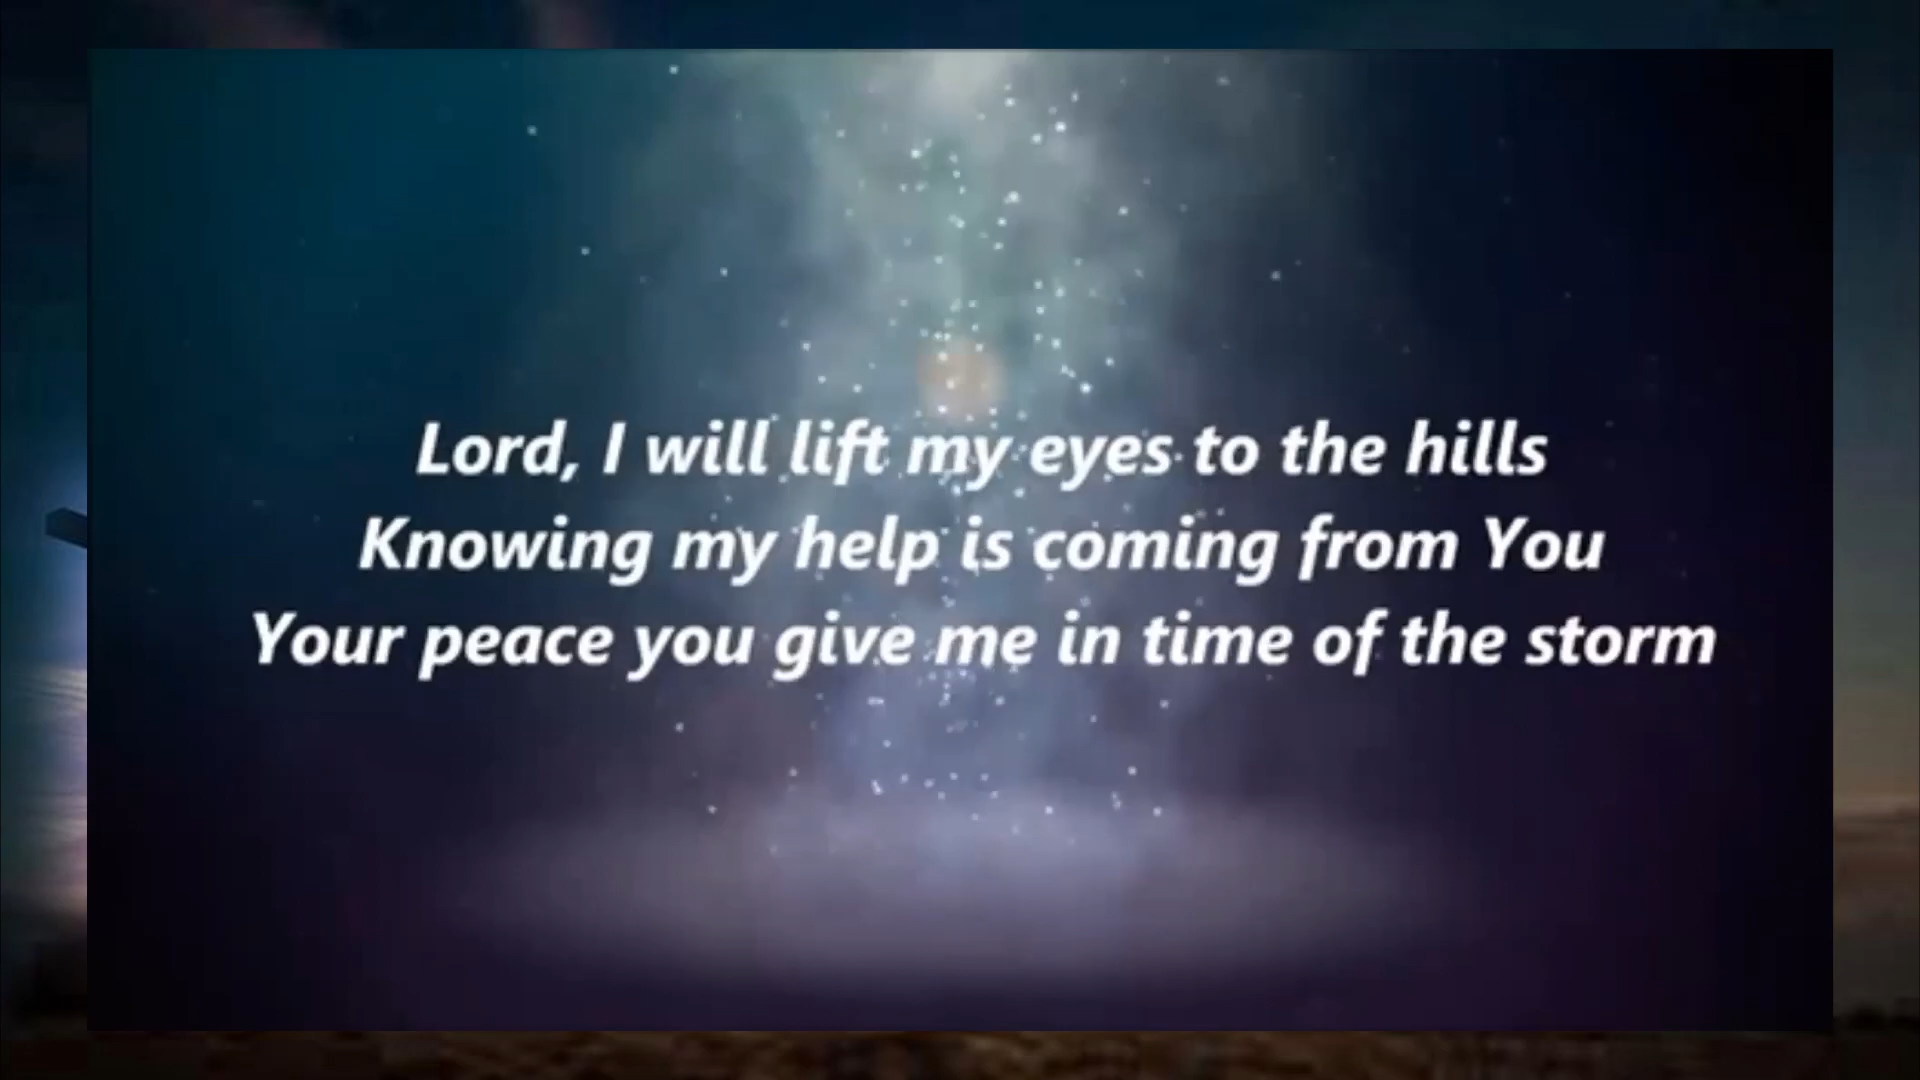 Lord, I will lift my eyes to the hills
Knowing my help is coming from You
Your peace you give me in time of the storm